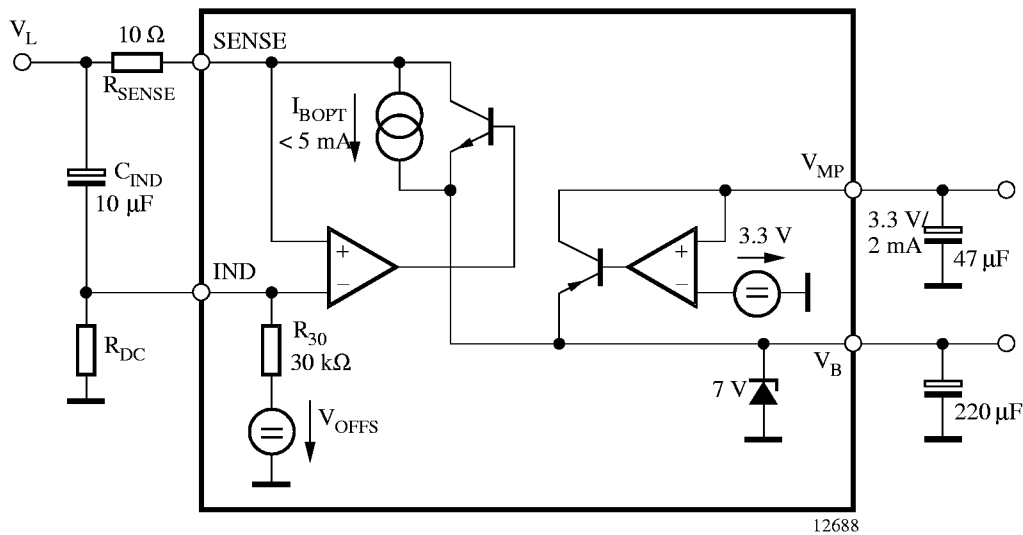 V_L
10 Ω
SENSE
R_SENSE
I_BOPT
< 5 mA
C_IND
10 µF
V_MP
3.3 V/
2 mA
3.3 V
47 µF
+
−
+
−
IND
R_DC
R_30
30 kΩ
V_OFFS
7 V
V_B
220 µF
12688